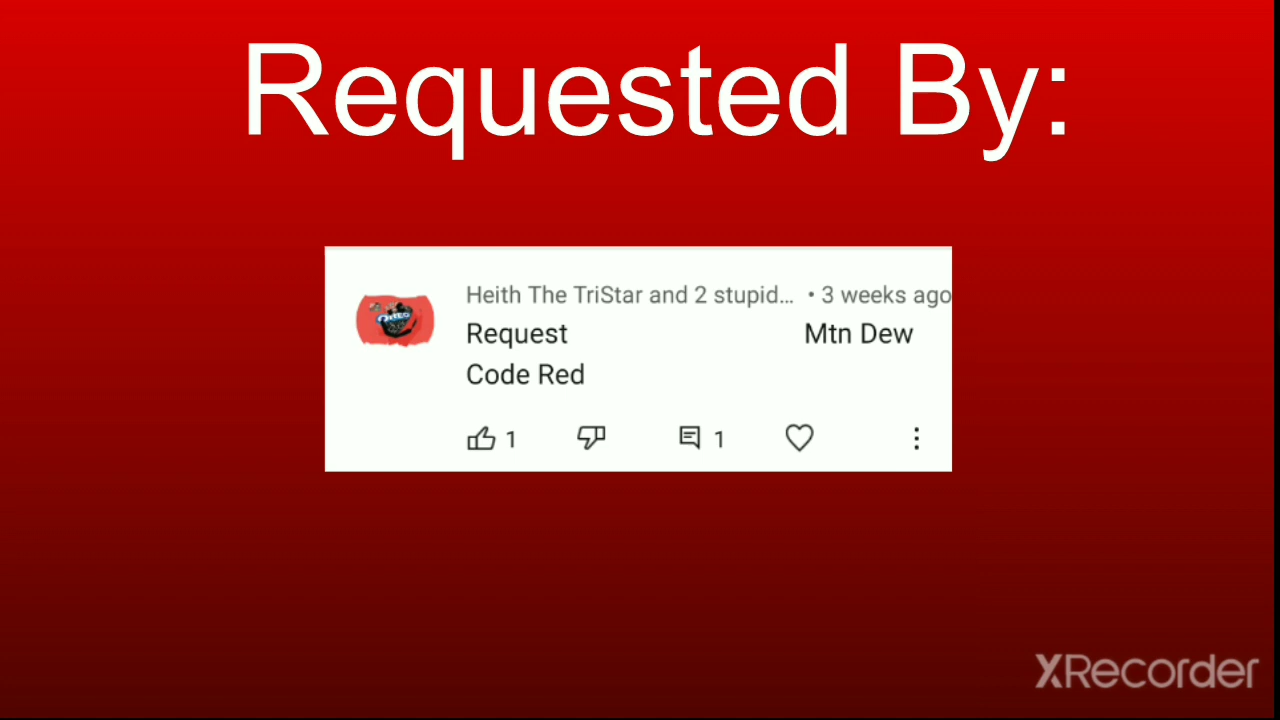 Requested By:
Heith The TriStar and 2 stupid... • 3 weeks ago
Request Mtn Dew
Code Red
1 1
OREO
XRecorder